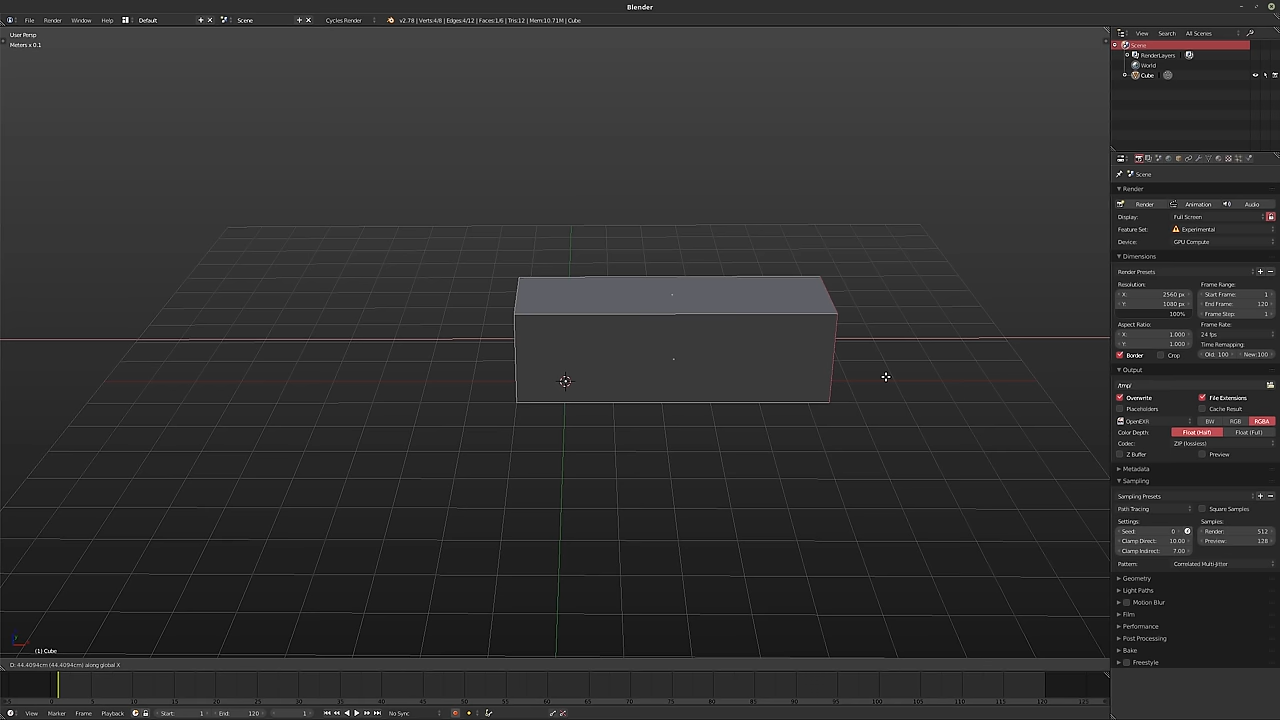 Blender
File Render Window Help Default Scene Cycles Render v2.78 | Verts:4/8 | Edges:4/12 | Faces:1/6 | Tris:12 | Mem:10.71M | Cube
User Persp
Meters x 0.1
View Search All Scenes
Scene
RenderLayers
World
Cube
Scene
Render
Render Animation Audio
Display: Full Screen
Feature Set: Experimental
Device: GPU Compute
Dimensions
Render Presets
Resolution: Frame Range:
X: 2560 px Start Frame: 1
Y: 1080 px End Frame: 120
100% Frame Step: 1
Aspect Ratio: Frame Rate:
X: 1.000 24 fps
Y: 1.000 Time Remapping:
Border Crop Old: 100 New:100
Output
/tmp/
Overwrite File Extensions
Placeholders Cache Result
OpenEXR BW RGB RGBA
Color Depth: Float (Half) Float (Full)
Codec: ZIP (lossless)
Z Buffer Preview
Metadata
Sampling
Sampling Presets
Path Tracing Square Samples
Settings: Samples:
Seed: 0 Render: 512
Clamp Direct: 10.00 Preview: 128
Clamp Indirect: 7.00
Pattern: Correlated Multi-Jitter
Geometry
Light Paths
Motion Blur
Film
Performance
Post Processing
Bake
Freestyle
(1) Cube
D: 44.4094cm (44.4094cm) along global X
View Marker Frame Playback Start: 1 End: 120 1 No Sync